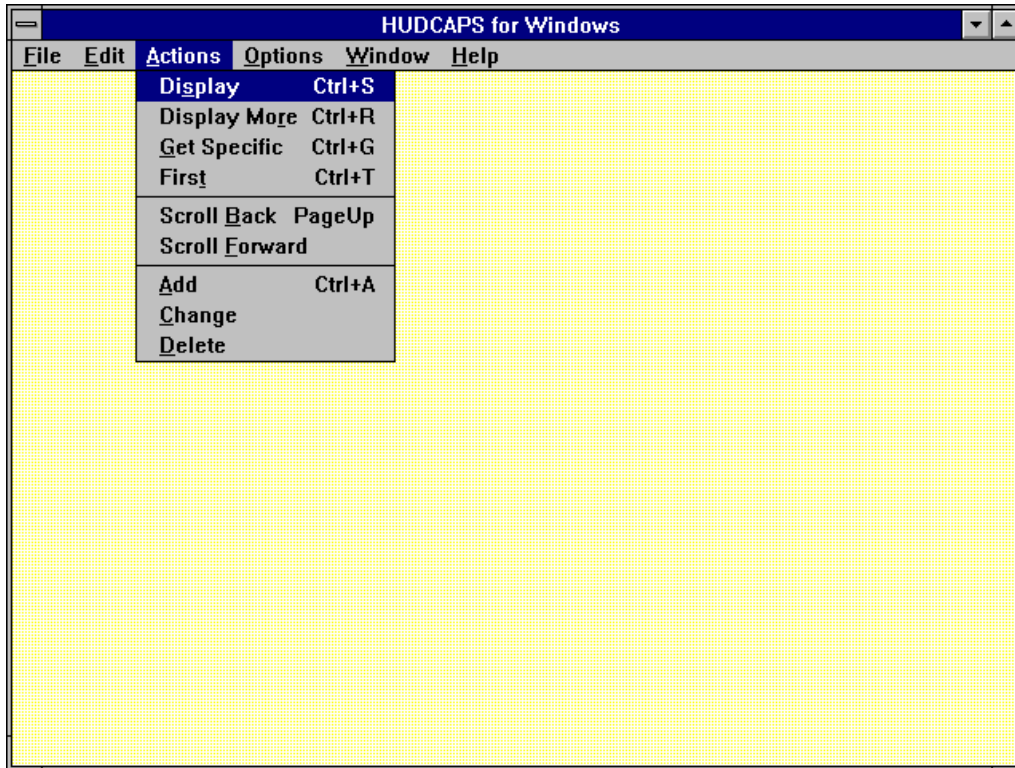 HUDCAPS for Windows
File Edit Actions Options Window Help
Display Ctrl+S
Display More Ctrl+R
Get Specific Ctrl+G
First Ctrl+T
Scroll Back PageUp
Scroll Forward
Add Ctrl+A
Change
Delete